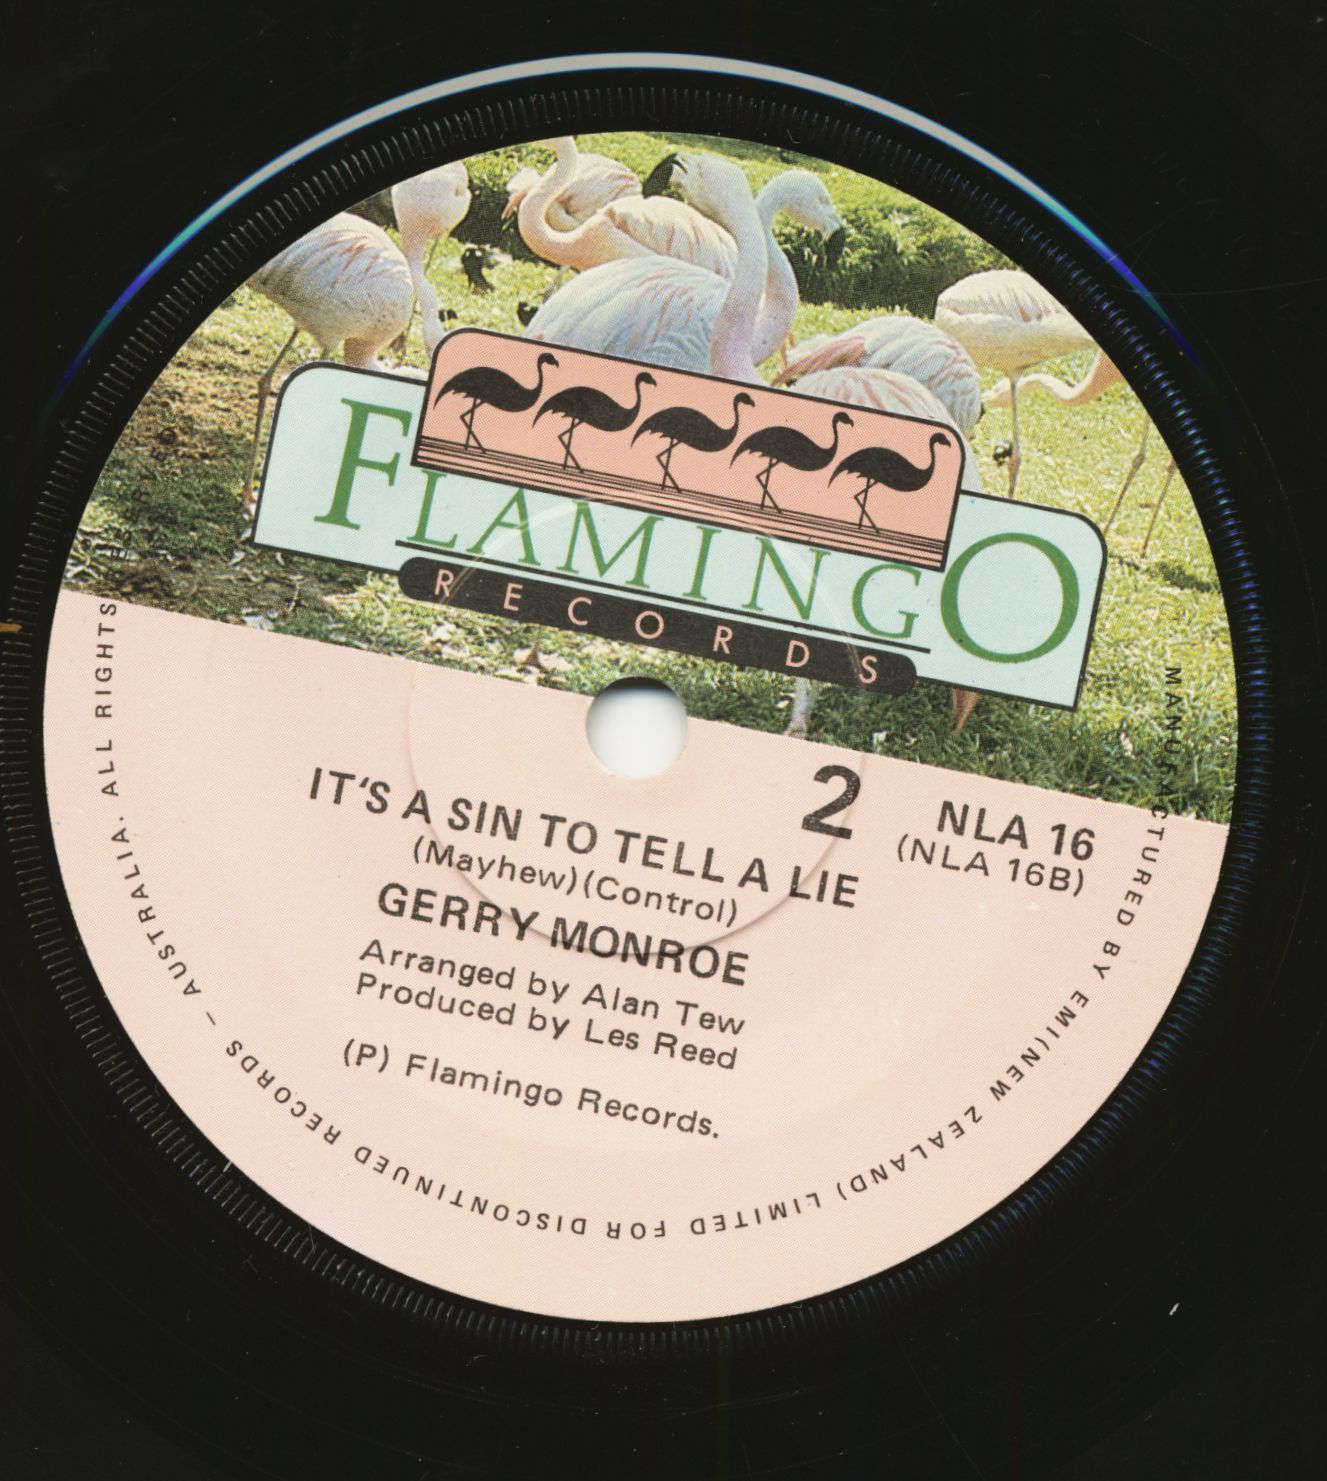 FLAMINGO
RECORDS
2
NLA 16
(NLA 16B)
IT'S A SIN TO TELL A LIE
(Mayhew)(Control)
GERRY MONROE
Arranged by Alan Tew
Produced by Les Reed
(P) Flamingo Records.
MANUFACTURED BY EMI(NEW ZEALAND) LIMITED FOR DISCONTINUED RECORDS – AUSTRALIA. ALL RIGHTS